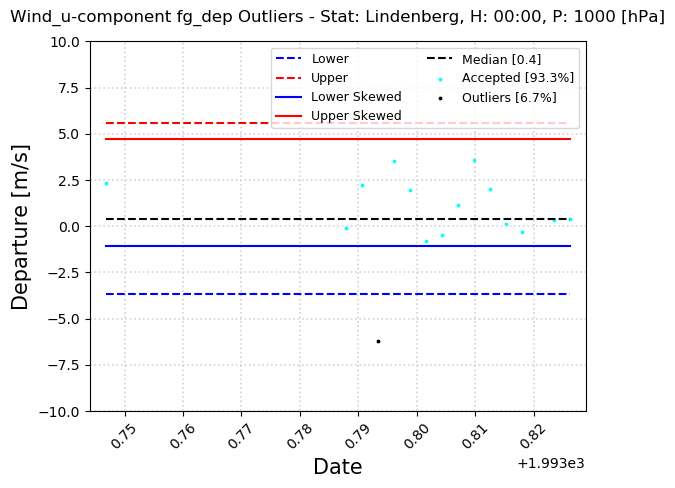 Wind_u-component fg_dep Outliers - Stat: Lindenberg, H: 00:00, P: 1000 [hPa]
Lower
Upper
Lower Skewed
Upper Skewed
Median [0.4]
Accepted [93.3%]
Outliers [6.7%]
10.0
7.5
5.0
2.5
0.0
−2.5
−5.0
−7.5
−10.0
Departure [m/s]
0.75
0.76
0.77
0.78
0.79
0.80
0.81
0.82
+1.993e3
Date